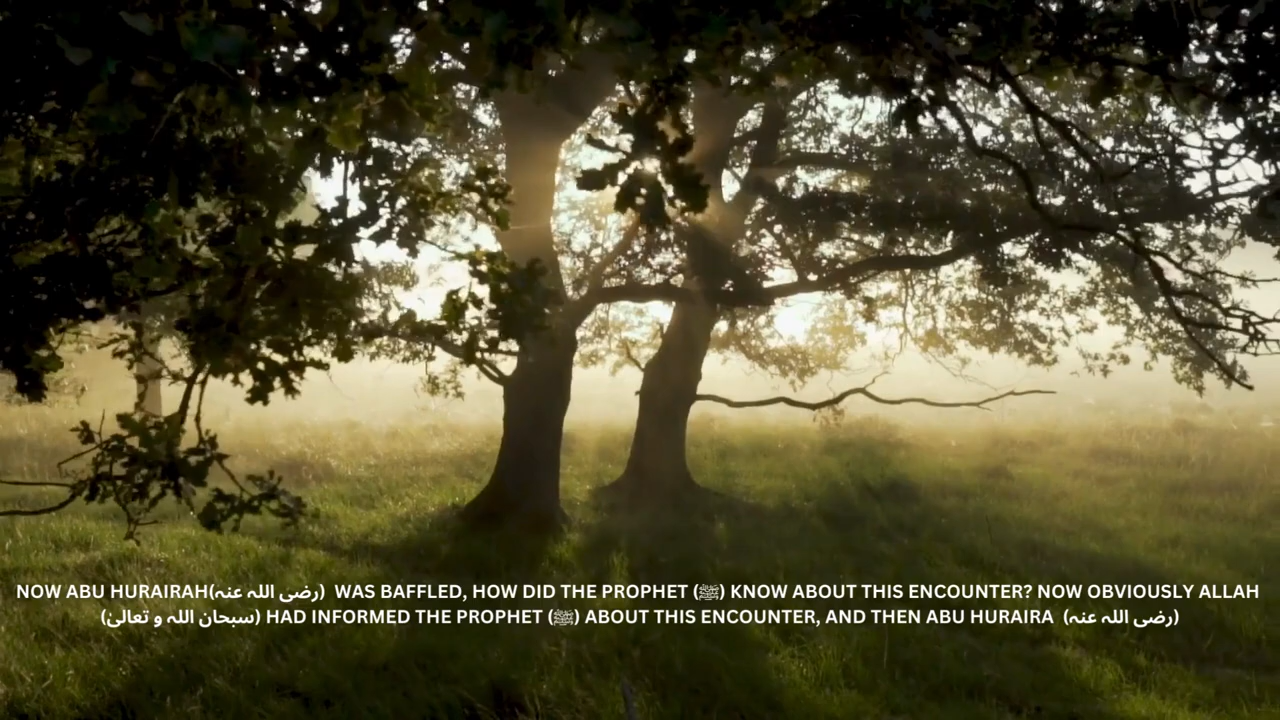 NOW ABU HURAIRAH(رضی اللہ عنہ) WAS BAFFLED, HOW DID THE PROPHET (ﷺ) KNOW ABOUT THIS ENCOUNTER? NOW OBVIOUSLY ALLAH
(سبحان اللہ و تعالیٰ) HAD INFORMED THE PROPHET (ﷺ) ABOUT THIS ENCOUNTER, AND THEN ABU HURAIRA (رضی اللہ عنہ)